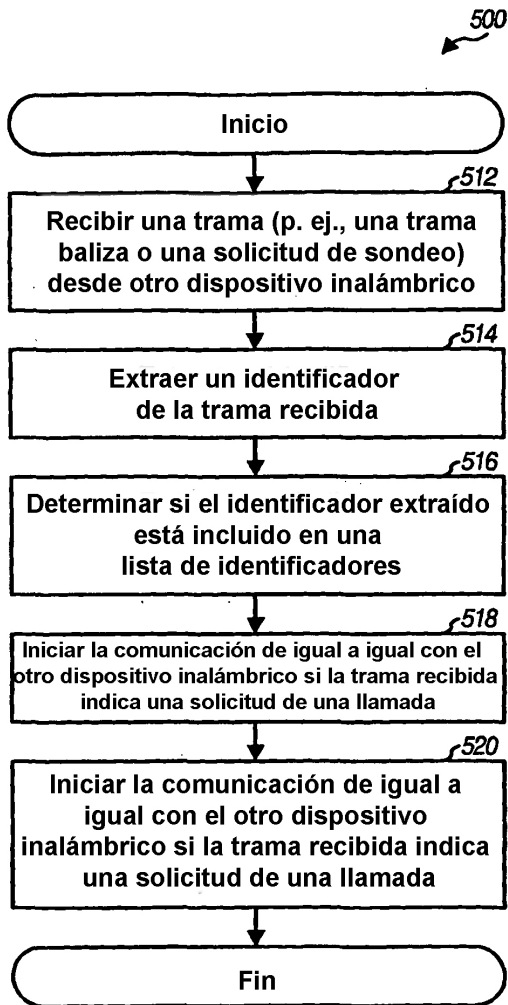 500
Inicio
512
Recibir una trama (p. ej., una trama
baliza o una solicitud de sondeo)
desde otro dispositivo inalámbrico
514
Extraer un identificador
de la trama recibida
516
Determinar si el identificador extraído
está incluido en una
lista de identificadores
518
Iniciar la comunicación de igual a igual con el
otro dispositivo inalámbrico si la trama recibida
indica una solicitud de una llamada
520
Iniciar la comunicación de igual a
igual con el otro dispositivo
inalámbrico si la trama recibida indica
una solicitud de una llamada
Fin